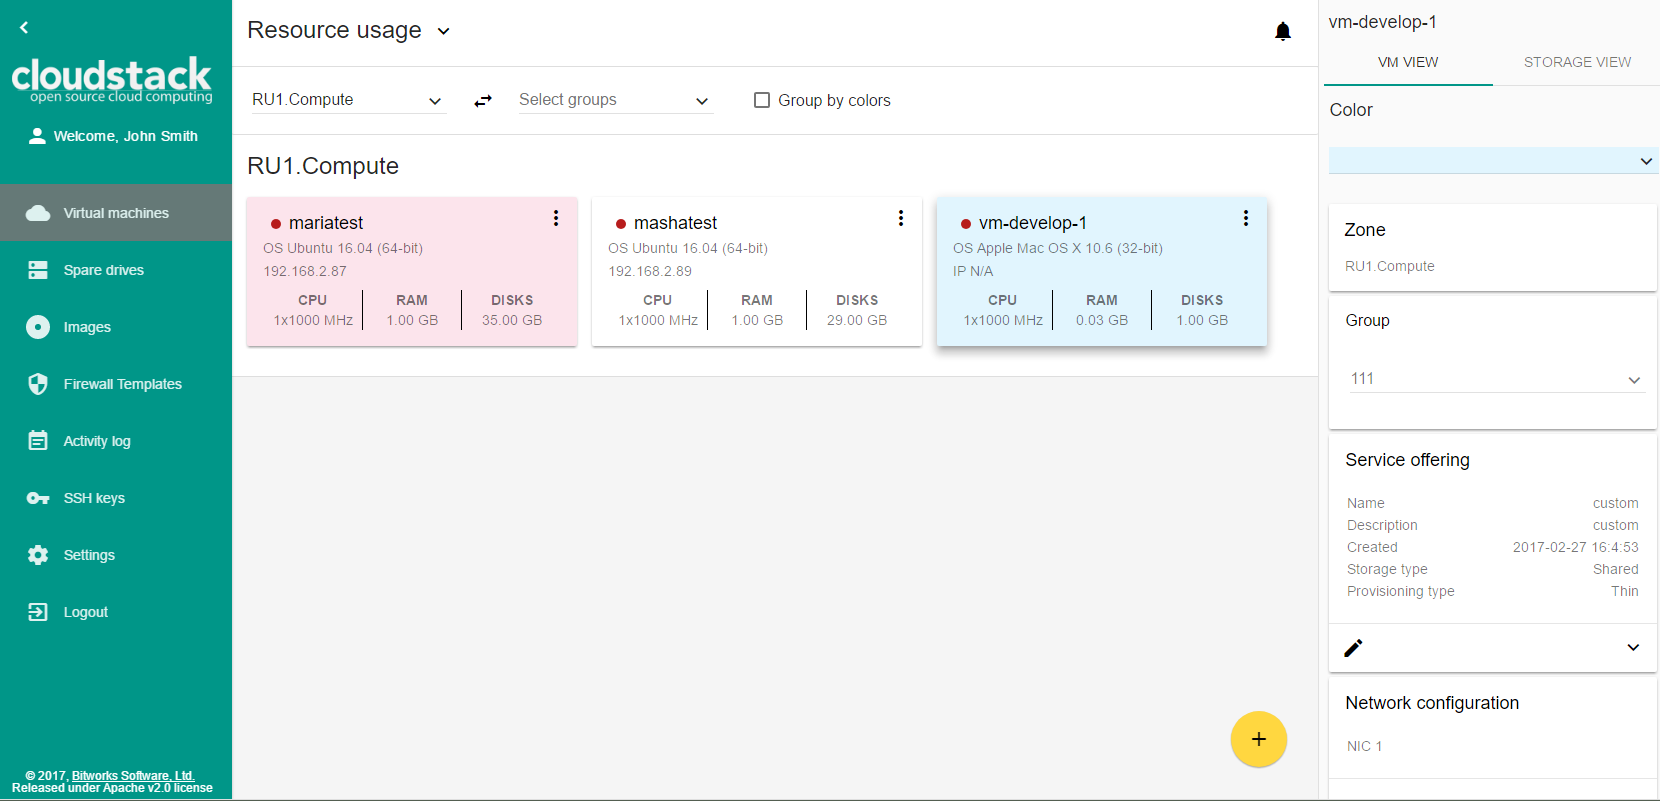 cloudstack
open source cloud computing
Welcome, John Smith
Virtual machines
Spare drives
Images
Firewall Templates
Activity log
SSH keys
Settings
Logout
© 2017, Bitworks Software, Ltd.
Released under Apache v2.0 license
Resource usage
RU1.Compute
Select groups
Group by colors
RU1.Compute
mariatest
OS Ubuntu 16.04 (64-bit)
192.168.2.87
CPU RAM DISKS
1x1000 MHz 1.00 GB 35.00 GB
mashatest
OS Ubuntu 16.04 (64-bit)
192.168.2.89
CPU RAM DISKS
1x1000 MHz 1.00 GB 29.00 GB
vm-develop-1
OS Apple Mac OS X 10.6 (32-bit)
IP N/A
CPU RAM DISKS
1x1000 MHz 0.03 GB 1.00 GB
+
vm-develop-1
VM VIEW STORAGE VIEW
Color
Zone
RU1.Compute
Group
111
Service offering
Name custom
Description custom
Created 2017-02-27 16:4:53
Storage type Shared
Provisioning type Thin
Network configuration
NIC 1